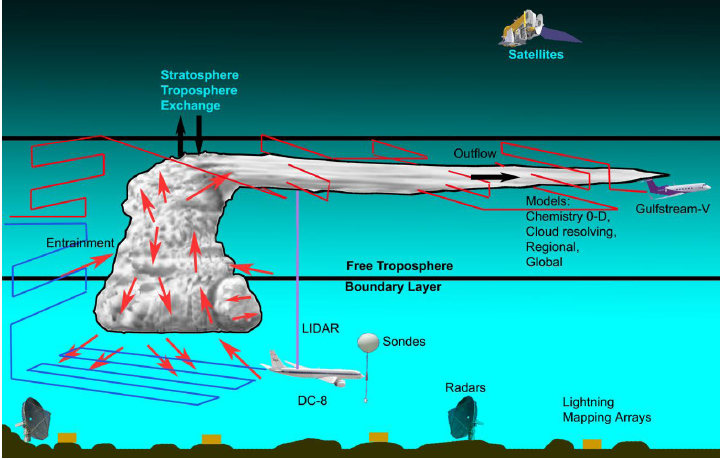 Satellites
Stratosphere
Troposphere
Exchange
Outflow
Gulfstream-V
Models:
Chemistry 0-D,
Cloud resolving,
Regional,
Global
Entrainment
Free Troposphere
Boundary Layer
LIDAR
Sondes
DC-8
Radars
Lightning
Mapping Arrays